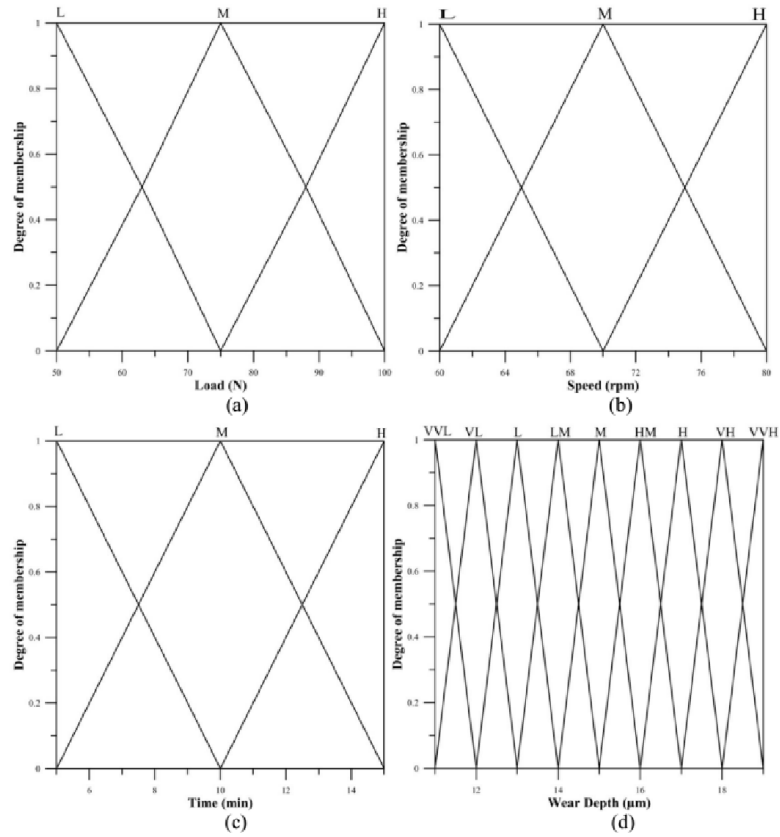 L M H
Degree of membership
1
0.8
0.6
0.4
0.2
0
50 60 70 80 90 100
Load (N)
(a)
L M H
Degree of membership
1
0.8
0.6
0.4
0.2
0
60 64 68 72 76 80
Speed (rpm)
(b)
L M H
Degree of membership
1
0.8
0.6
0.4
0.2
0
6 8 10 12 14
Time (min)
(c)
VVL VL L LM M HM H VH VVH
Degree of membership
1
0.8
0.6
0.4
0.2
0
12 14 16 18
Wear Depth (µm)
(d)